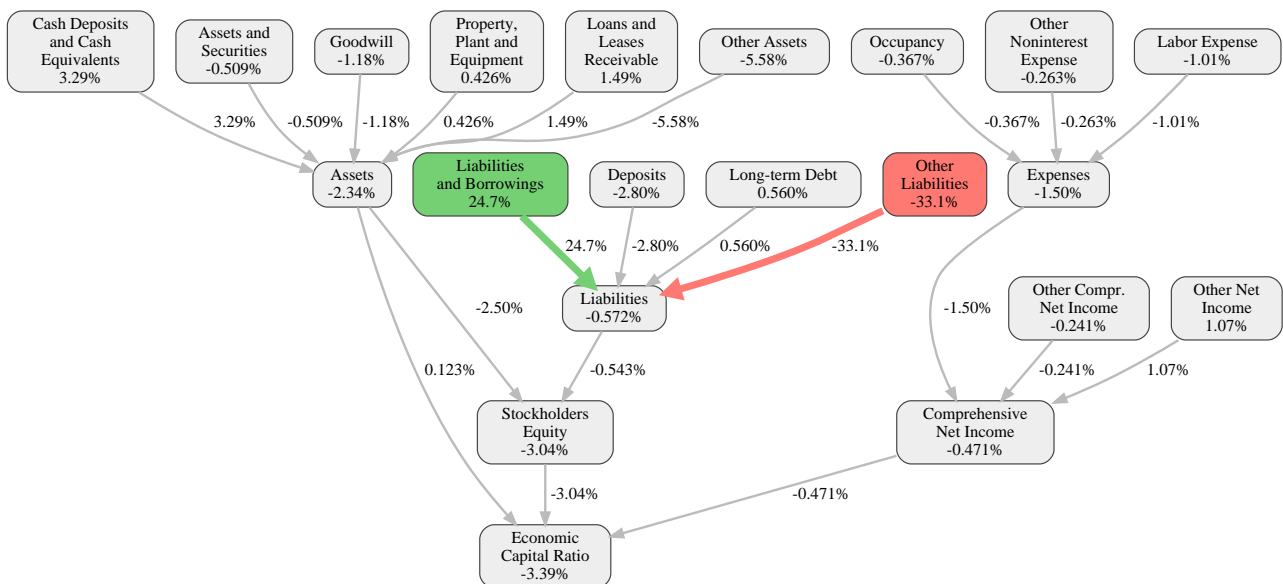 Cash Deposits
and Cash
Equivalents
3.29%
Assets and
Securities
-0.509%
Goodwill
-1.18%
Property,
Plant and
Equipment
0.426%
Loans and
Leases
Receivable
1.49%
Other Assets
-5.58%
Occupancy
-0.367%
Other
Noninterest
Expense
-0.263%
Labor Expense
-1.01%
3.29%
-0.509%
-1.18%
0.426%
1.49%
-5.58%
-0.367%
-0.263%
-1.01%
Assets
-2.34%
Liabilities
and Borrowings
24.7%
Deposits
-2.80%
Long-term Debt
0.560%
Other
Liabilities
-33.1%
Expenses
-1.50%
24.7%
-2.80%
0.560%
-33.1%
Liabilities
-0.572%
Other Compr.
Net Income
-0.241%
Other Net
Income
1.07%
-2.50%
-1.50%
0.123%
-0.543%
-0.241%
1.07%
Stockholders
Equity
-3.04%
Comprehensive
Net Income
-0.471%
-3.04%
-0.471%
Economic
Capital Ratio
-3.39%